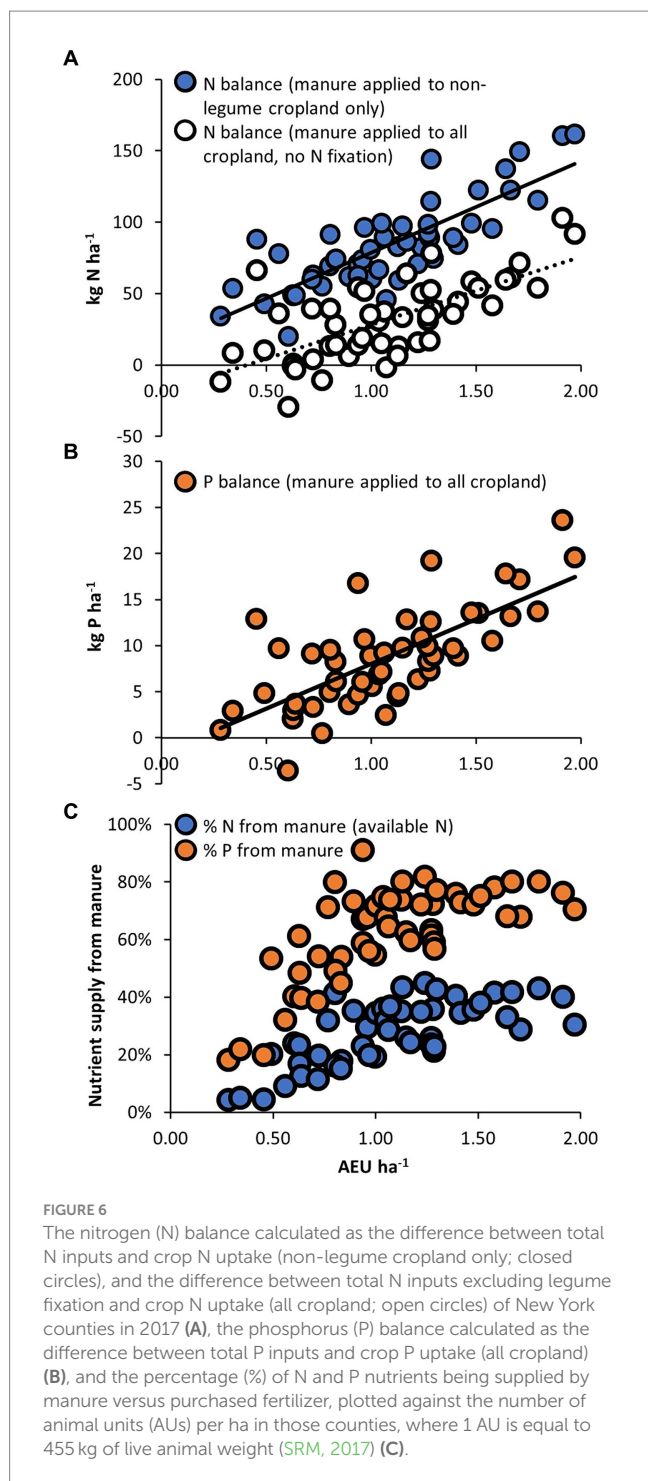 A
200
150
100
50
0
-50
kg N ha-1
N balance (manure applied to non-
legume cropland only)
N balance (manure applied to all
cropland, no N fixation)
0.50
1.00
1.50
2.00
B
30
25
20
15
10
5
0
-5
kg P ha-1
P balance (manure applied to all cropland)
0.50
1.00
1.50
2.00
C
100%
80%
60%
40%
20%
0%
Nutrient supply from manure
% N from manure (available N)
% P from manure
0.00
0.50
1.00
1.50
2.00
AEU ha-1
FIGURE 6
The nitrogen (N) balance calculated as the difference between total
N inputs and crop N uptake (non-legume cropland only; closed
circles), and the difference between total N inputs excluding legume
fixation and crop N uptake (all cropland; open circles) of New York
counties in 2017 (A), the phosphorus (P) balance calculated as the
difference between total P inputs and crop P uptake (all cropland)
(B), and the percentage (%) of N and P nutrients being supplied by
manure versus purchased fertilizer, plotted against the number of
animal units (AUs) per ha in those counties, where 1 AU is equal to
455 kg of live animal weight (SRM, 2017) (C).